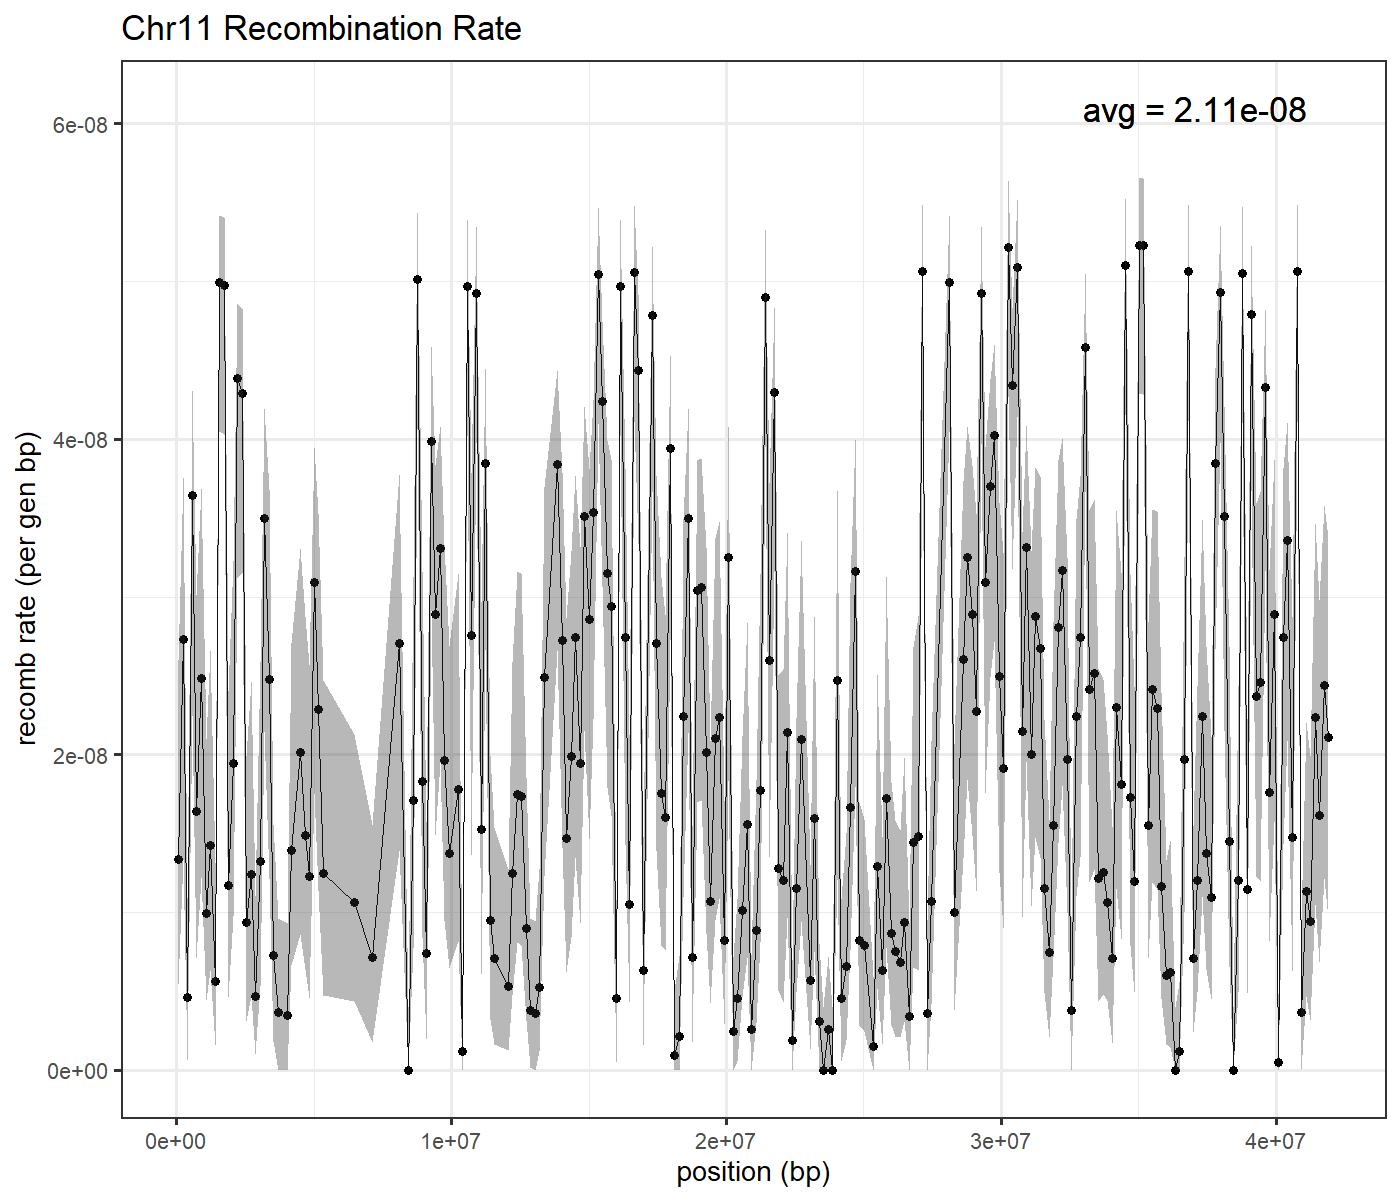 Chr11 Recombination Rate
avg = 2.11e-08
6e-08
4e-08
2e-08
0e+00
recomb rate (per gen bp)
0e+00 1e+07 2e+07 3e+07 4e+07
position (bp)